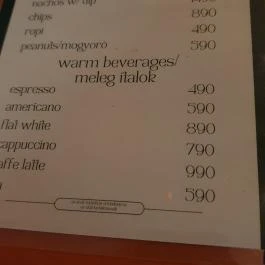 nachos w/ dip
chips 890
ropi 490
peanuts/mogyoró 590
warm beverages/
meleg italok
espresso 490
americano 590
flat white 890
cappuccino 790
affe latte 990
590